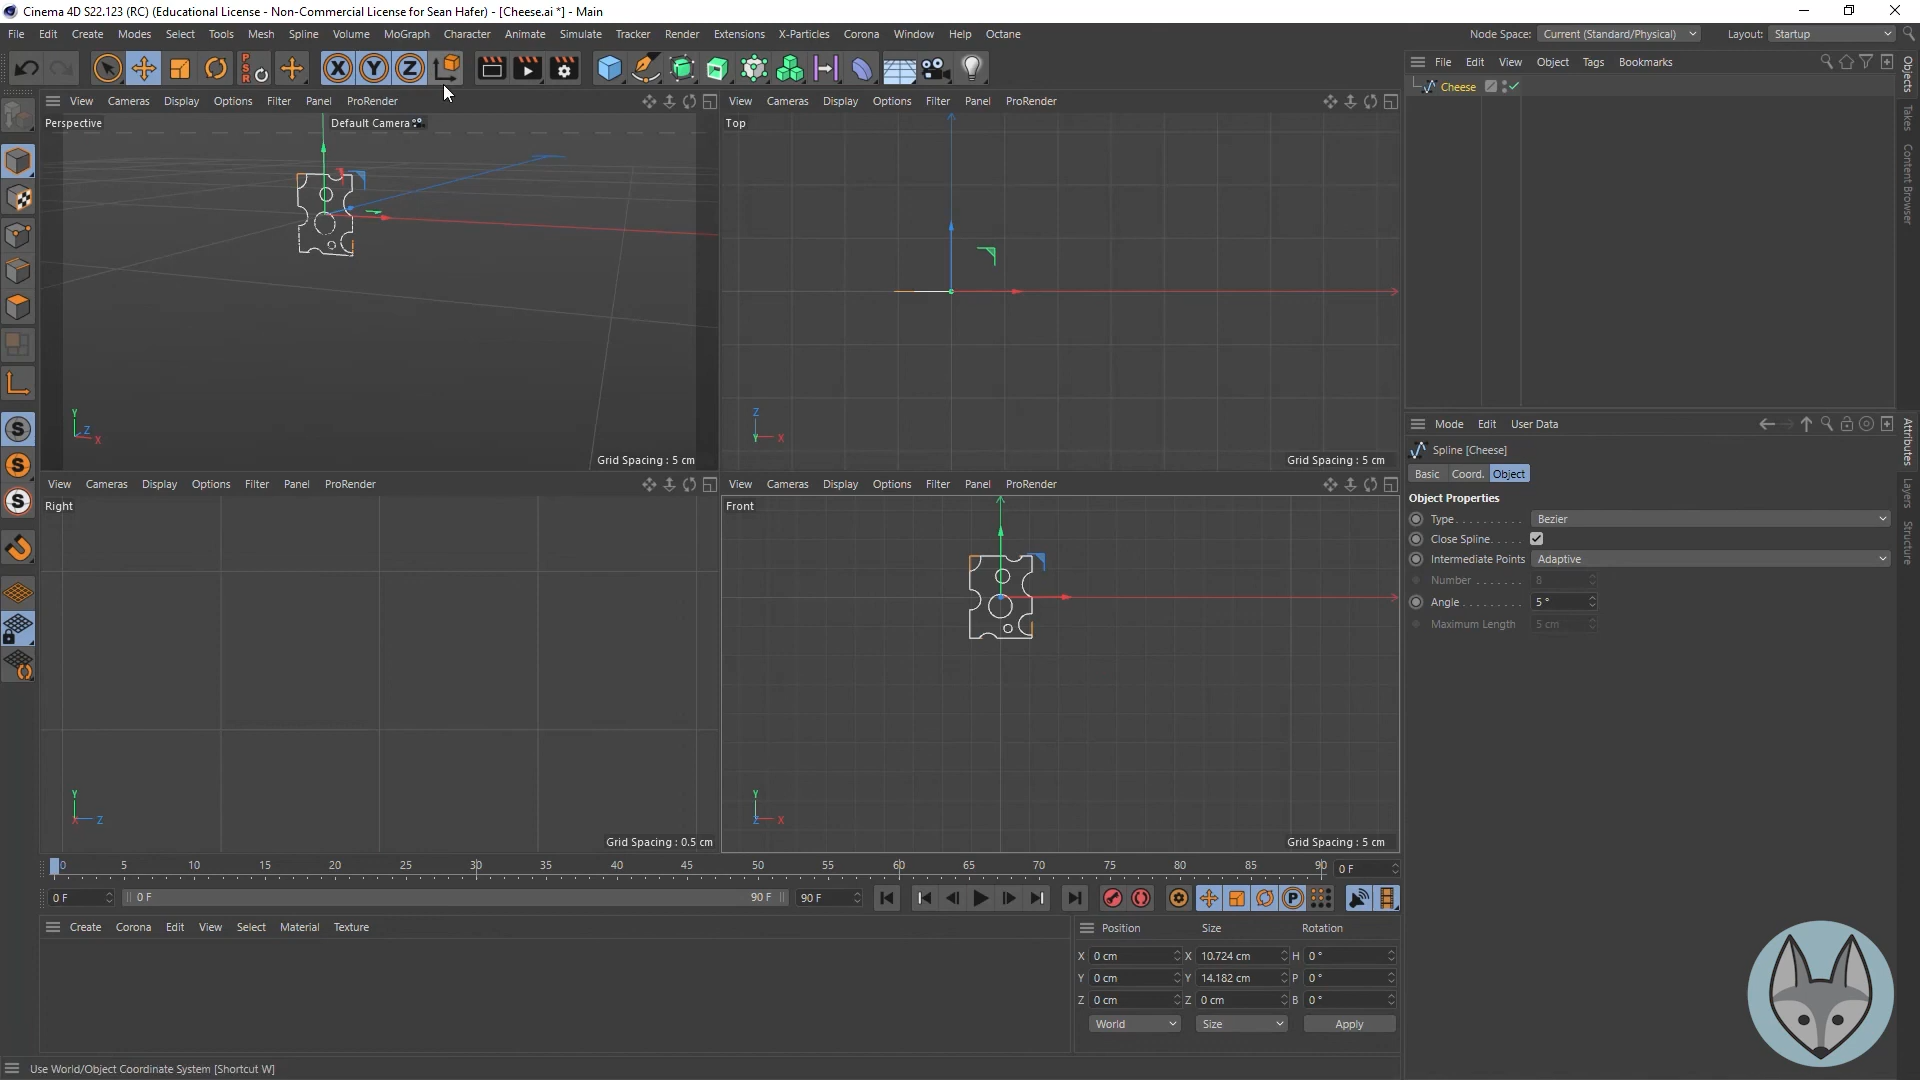 Cinema 4D S22.123 (RC) (Educational License - Non-Commercial License for Sean Hafer) - [Cheese.ai *] - Main
File Edit Create Modes Select Tools Mesh Spline Volume MoGraph Character Animate Simulate Tracker Render Extensions X-Particles Corona Window Help Octane
Node Space: Current (Standard/Physical) Layout: Startup
PSR X Y Z
File Edit View Object Tags Bookmarks
Cheese
Objects
Takes
Content Browser
View Cameras Display Options Filter Panel ProRender
Perspective
Default Camera
Y
Z
X
Grid Spacing : 5 cm
View Cameras Display Options Filter Panel ProRender
Top
Z
Y X
Grid Spacing : 5 cm
View Cameras Display Options Filter Panel ProRender
Right
Y
X Z
Grid Spacing : 0.5 cm
View Cameras Display Options Filter Panel ProRender
Front
Y
Z X
Grid Spacing : 5 cm
Mode Edit User Data
Spline [Cheese]
Basic Coord. Object
Object Properties
Type. . . . . . . . . . Bezier
Close Spline. . . . .
Intermediate Points Adaptive
Number . . . . . . . 8
Angle . . . . . . . . . 5 °
Maximum Length 5 cm
Attributes
Layers
Structure
S
S
S
0 5 10 15 20 25 30 35 40 45 50 55 60 65 70 75 80 85 90 0 F
0 F 0 F 90 F 90 F P
Create Corona Edit View Select Material Texture
Position Size Rotation
X 0 cm X 10.724 cm H 0 °
Y 0 cm Y 14.182 cm P 0 °
Z 0 cm Z 0 cm B 0 °
World Size Apply
Use World/Object Coordinate System [Shortcut W]